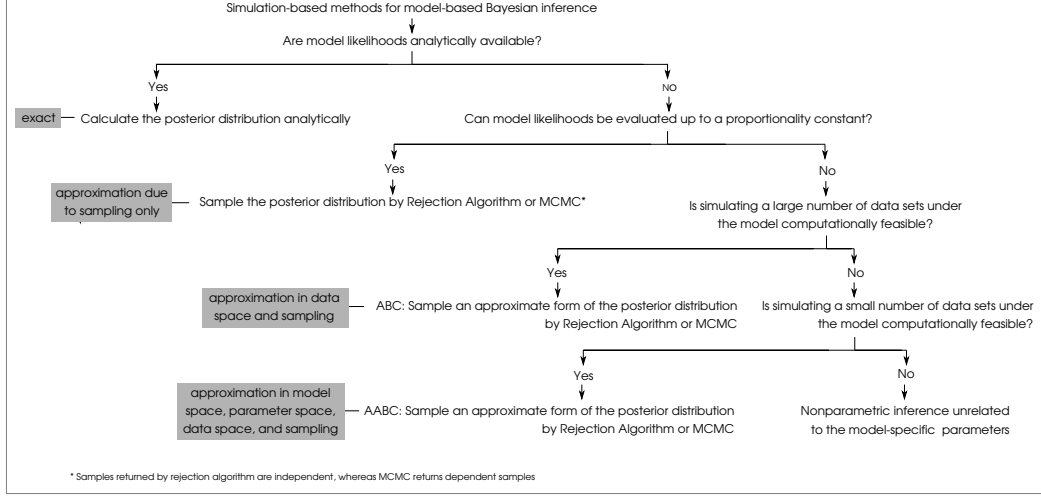 Simulation-based methods for model-based Bayesian inference
Are model likelihoods analytically available?
Yes
No
exact
Calculate the posterior distribution analytically
Can model likelihoods be evaluated up to a proportionality constant?
Yes
No
approximation due
to sampling only
Sample the posterior distribution by Rejection Algorithm or MCMC*
Is simulating a large number of data sets under
the model computationally feasible?
Yes
No
approximation in data
space and sampling
ABC: Sample an approximate form of the posterior distribution
by Rejection Algorithm or MCMC
Is simulating a small number of data sets under
the model computationally feasible?
Yes
No
approximation in model
space, parameter space,
data space, and sampling
AABC: Sample an approximate form of the posterior distribution
by Rejection Algorithm or MCMC
Nonparametric inference unrelated
to the model-specific parameters
* Samples returned by rejection algorithm are independent, whereas MCMC returns dependent samples